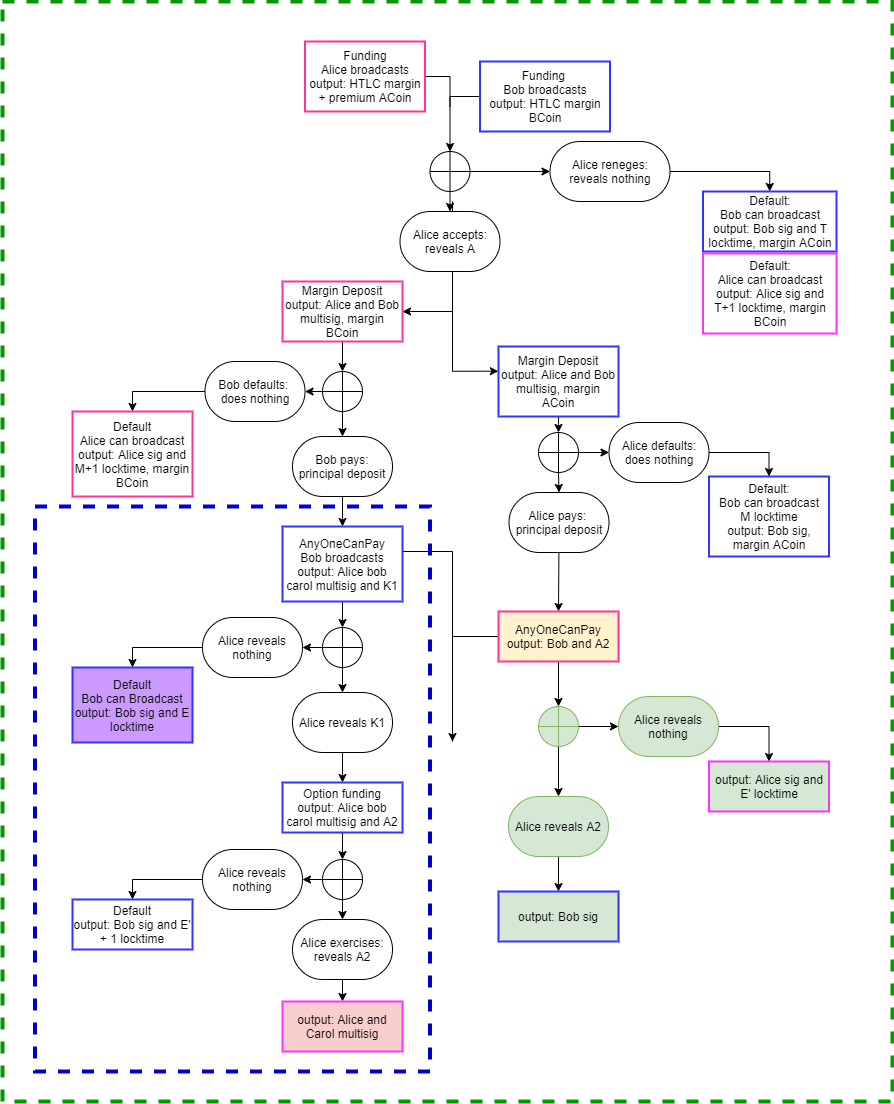 Funding
Alice broadcasts
output: HTLC margin
+ premium ACoin
Funding
Bob broadcasts
output: HTLC margin
BCoin
Alice reneges:
reveals nothing
Default:
Bob can broadcast
output: Bob sig and T
locktime, margin ACoin
Default:
Alice can broadcast
output: Alice sig and
T+1 locktime, margin
BCoin
Alice accepts:
reveals A
Margin Deposit
output: Alice and Bob
multisig, margin
BCoin
Margin Deposit
output: Alice and Bob
multisig, margin
ACoin
Bob defaults:
does nothing
Default
Alice can broadcast
output: Alice sig and
M+1 locktime, margin
BCoin
Bob pays:
principal deposit
Alice defaults:
does nothing
Default:
Bob can broadcast
M locktime
output: Bob sig,
margin ACoin
Alice pays:
principal deposit
AnyOneCanPay
Bob broadcasts
output: Alice bob
carol multisig and K1
AnyOneCanPay
output: Bob and A2
Alice reveals
nothing
Default
Bob can Broadcast
output: Bob sig and E
locktime
Alice reveals K1
Alice reveals
nothing
output: Alice sig and
E' locktime
Option funding
output: Alice bob
carol multisig and A2
Alice reveals A2
Alice reveals
nothing
Default
output: Bob sig and E'
+ 1 locktime
output: Bob sig
Alice exercises:
reveals A2
output: Alice and
Carol multisig